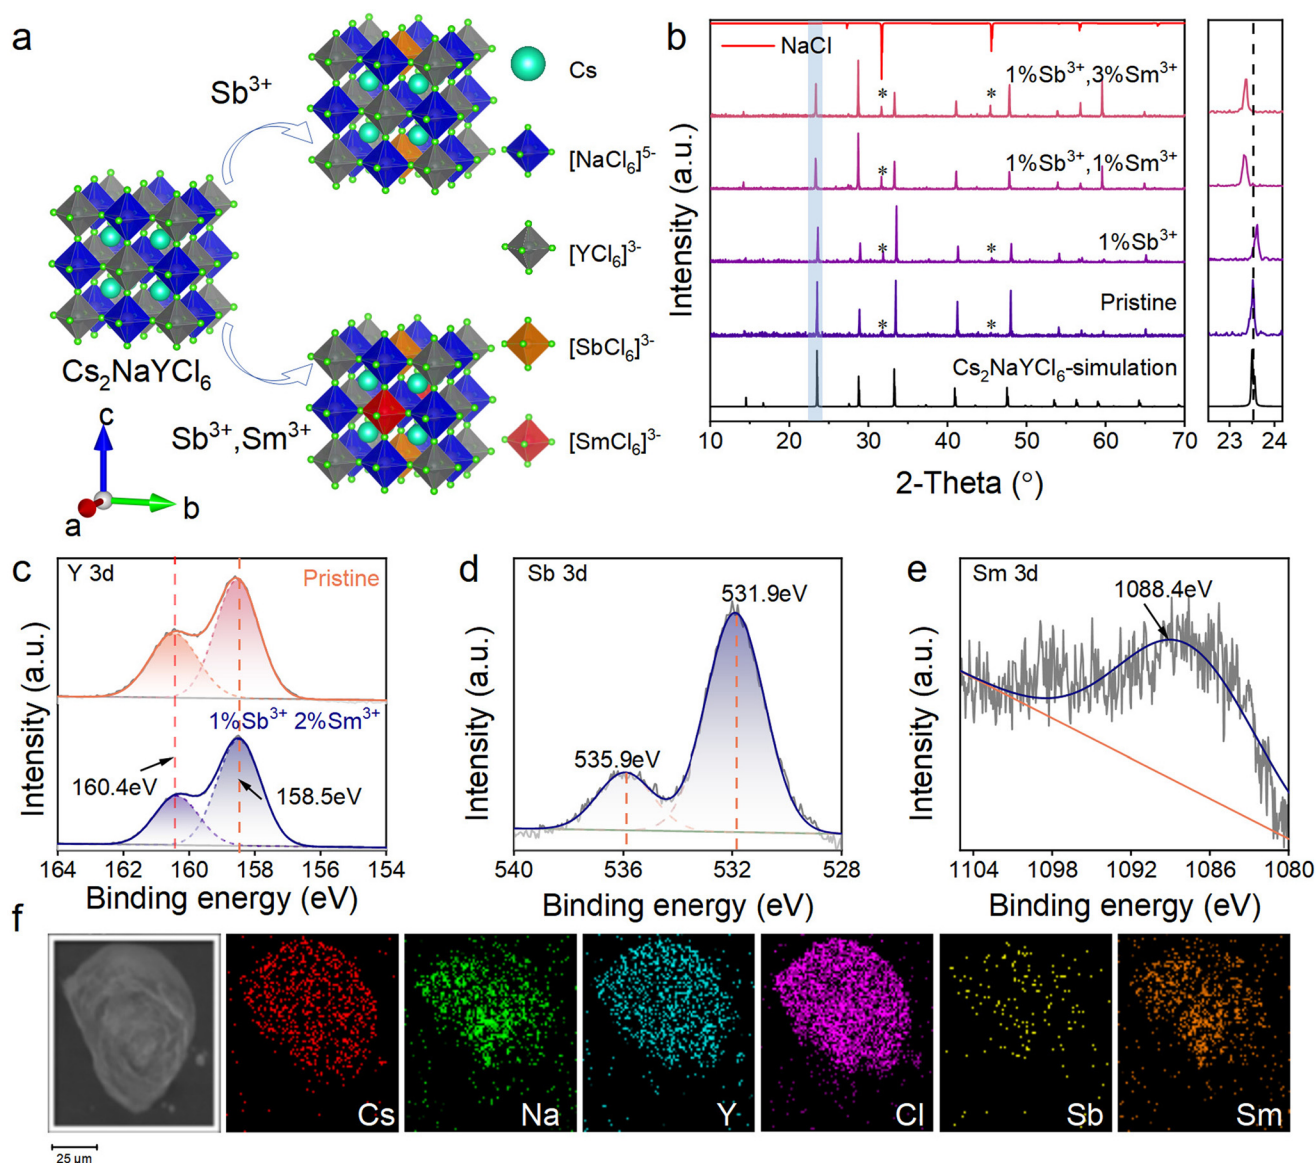 a
Sb³⁺
Cs
[NaCl₆]⁵⁻
[YCl₆]³⁻
Cs₂NaYCl₆
[SbCl₆]³⁻
Sb³⁺,Sm³⁺
[SmCl₆]³⁻
c
b
a
b
NaCl
1%Sb³⁺,3%Sm³⁺
* *
1%Sb³⁺,1%Sm³⁺
*
1%Sb³⁺
* *
Pristine
* *
Cs₂NaYCl₆-simulation
Intensity (a.u.)
10 20 30 40 50 60 70
23 24
2-Theta (°)
c
Y 3d
Pristine
1%Sb³⁺ 2%Sm³⁺
160.4eV
158.5eV
Intensity (a.u.)
164 162 160 158 156 154
Binding energy (eV)
d
Sb 3d
531.9eV
535.9eV
Intensity (a.u.)
540 536 532 528
Binding energy (eV)
e
Sm 3d
1088.4eV
Intensity (a.u.)
1104 1098 1092 1086 1080
Binding energy (eV)
f
Cs
Na
Y
Cl
Sb
Sm
25 µm